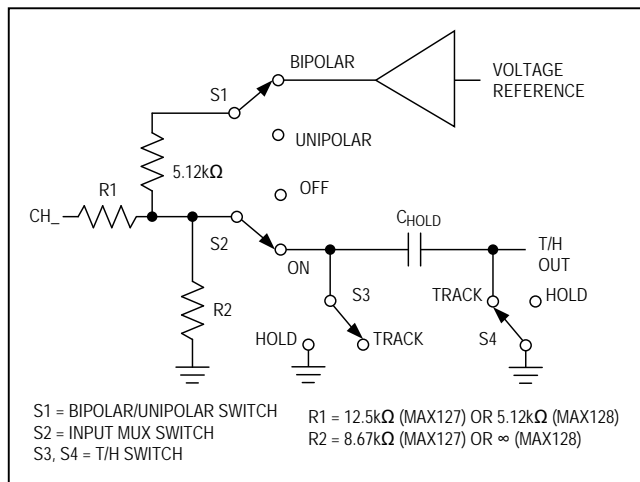 BIPOLAR
VOLTAGE
REFERENCE
S1
UNIPOLAR
5.12kΩ
OFF
R1
CH_
S2
CHOLD
ON
T/H
OUT
S3
TRACK
HOLD
R2
HOLD
TRACK
S4
S1 = BIPOLAR/UNIPOLAR SWITCH
S2 = INPUT MUX SWITCH
S3, S4 = T/H SWITCH
R1 = 12.5kΩ (MAX127) OR 5.12kΩ (MAX128)
R2 = 8.67kΩ (MAX127) OR ∞ (MAX128)